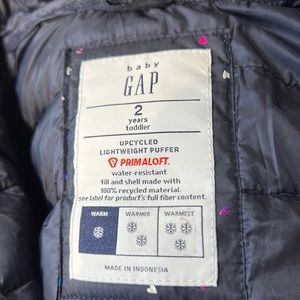 baby
GAP
2
years
toddler
UPCYCLED
LIGHTWEIGHT PUFFER
PRIMALOFT.
water-resistant
fill and shell made with
100% recycled material.
see label for product's full fiber content.
WARM WARMER WARMEST
MADE IN INDONESIA